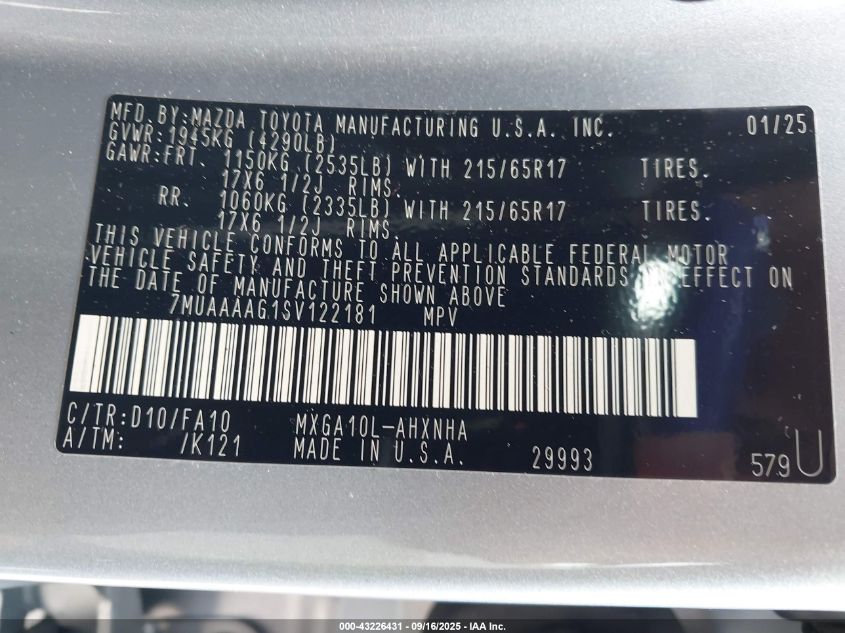 MFD.BY:MAZDA TOYOTA MANUFACTURING U.S.A. INC. 01/25
GVWR:1945KG (4290LB)
GAWR:FRT. 1150KG (2535LB) WITH 215/65R17 TIRES.
17X6 1/2J RIMS.
RR. 1060KG (2335LB) WITH 215/65R17 TIRES.
17X6 1/2J RIMS.
THIS VEHICLE CONFORMS TO ALL APPLICABLE FEDERAL MOTOR
VEHICLE SAFETY AND THEFT PREVENTION STANDARDS IN EFFECT ON
THE DATE OF MANUFACTURE SHOWN ABOVE
7MUAAAAG1SV122181 MPV
C/TR:D10/FA10 MXGA10L-AHXNHA
A/TM: /K121 MADE IN U.S.A. 29993 579U
000-43226431 - 09/16/2025 - IAA Inc.